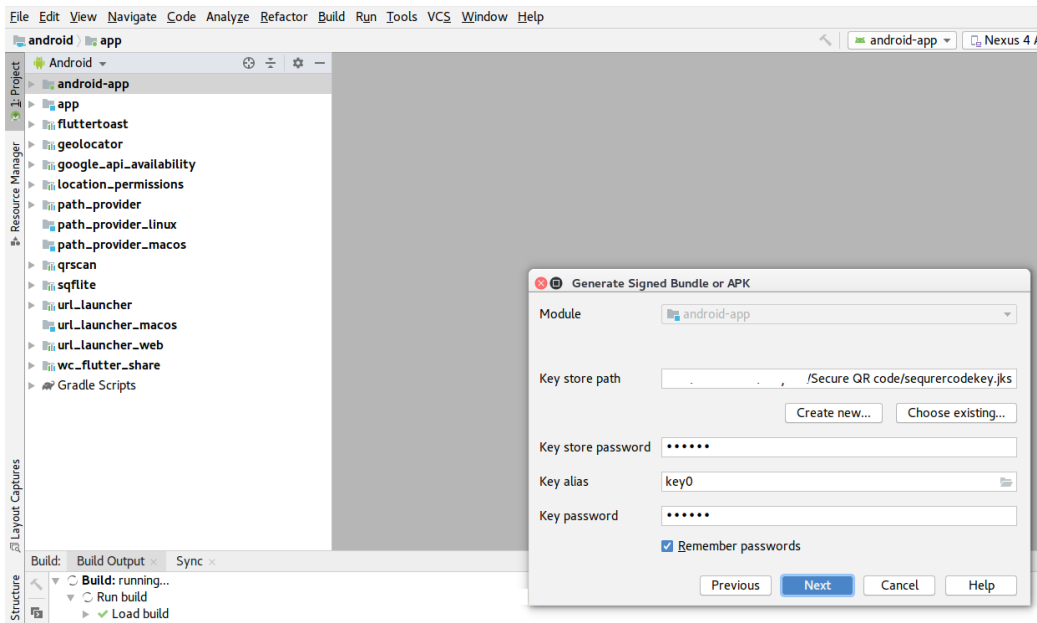 File Edit View Navigate Code Analyze Refactor Build Run Tools VCS Window Help
android app
android-app
Nexus 4
1: Project
Resource Manager
Layout Captures
Structure
Android
android-app
app
fluttertoast
geolocator
google_api_availability
location_permissions
path_provider
path_provider_linux
path_provider_macos
qrscan
sqflite
url_launcher
url_launcher_macos
url_launcher_web
wc_flutter_share
Gradle Scripts
Generate Signed Bundle or APK
Module android-app
Key store path /Secure QR code/sequrercodekey.jks
Create new... Choose existing...
Key store password ••••••
Key alias key0
Key password ••••••
Remember passwords
Previous Next Cancel Help
Build: Build Output Sync
Build: running...
Run build
Load build